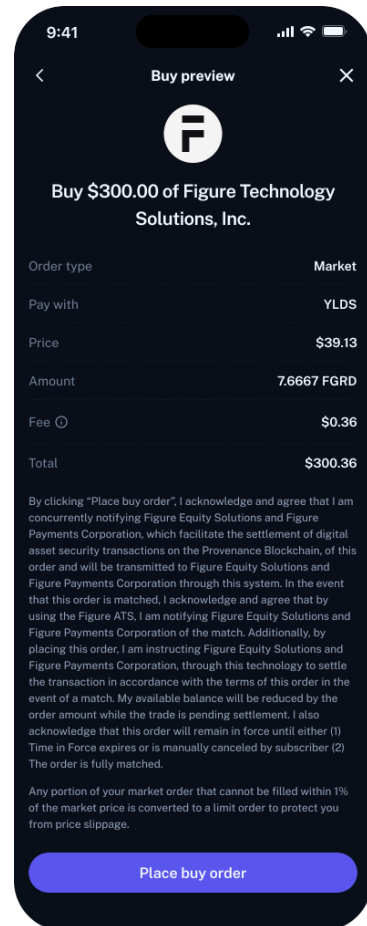 9:41
Buy preview
Buy $300.00 of Figure Technology
Solutions, Inc.
Order type Market
Pay with YLDS
Price $39.13
Amount 7.6667 FGRD
Fee $0.36
Total $300.36
By clicking “Place buy order”, I acknowledge and agree that I am
concurrently notifying Figure Equity Solutions and Figure
Payments Corporation, which facilitate the settlement of digital
asset security transactions on the Provenance Blockchain, of this
order and will be transmitted to Figure Equity Solutions and
Figure Payments Corporation through this system. In the event
that this order is matched, I acknowledge and agree that by
using the Figure ATS, I am notifying Figure Equity Solutions and
Figure Payments Corporation of the match. Additionally, by
placing this order, I am instructing Figure Equity Solutions and
Figure Payments Corporation, through this technology to settle
the transaction in accordance with the terms of this order in the
event of a match. My available balance will be reduced by the
order amount while the trade is pending settlement. I also
acknowledge that this order will remain in force until either (1)
Time in Force expires or is manually canceled by subscriber (2)
The order is fully matched.
Any portion of your market order that cannot be filled within 1%
of the market price is converted to a limit order to protect you
from price slippage.
Place buy order